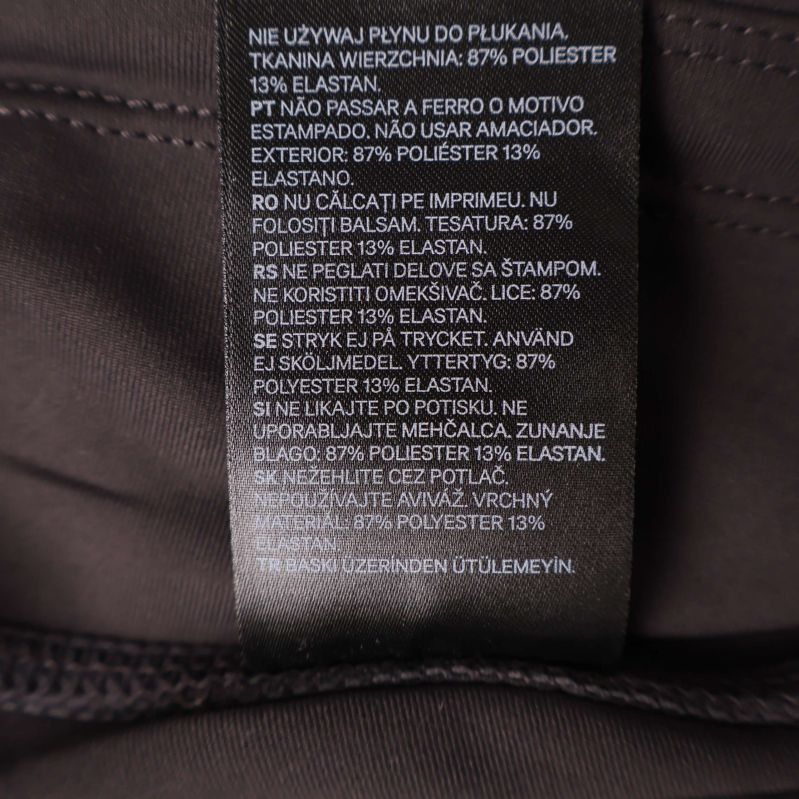 NIE UŻYWAJ PŁYNU DO PŁUKANIA.
TKANINA WIERZCHNIA: 87% POLIESTER
13% ELASTAN.
PT NÃO PASSAR A FERRO O MOTIVO
ESTAMPADO. NÃO USAR AMACIADOR.
EXTERIOR: 87% POLIÉSTER 13%
ELASTANO.
RO NU CĂLCAȚI PE IMPRIMEU. NU
FOLOSIȚI BALSAM. TESATURA: 87%
POLIESTER 13% ELASTAN.
RS NE PEGLATI DELOVE SA ŠTAMPOM.
NE KORISTITI OMEKŠIVAČ. LICE: 87%
POLIESTER 13% ELASTAN.
SE STRYK EJ PÅ TRYCKET. ANVÄND
EJ SKÖLJMEDEL. YTTERTYG: 87%
POLYESTER 13% ELASTAN.
SI NE LIKAJTE PO POTISKU. NE
UPORABLJAJTE MEHČALCA. ZUNANJE
BLAGO: 87% POLIESTER 13% ELASTAN.
SK NEŽEHLITE CEZ POTLAČ.
NEPOUŽÍVAJTE AVIVÁŽ. VRCHNÝ
MATERIÁL: 87% POLYESTER 13%
ELASTAN.
TR BASKI ÜZERİNDEN ÜTÜLEMEYİN.